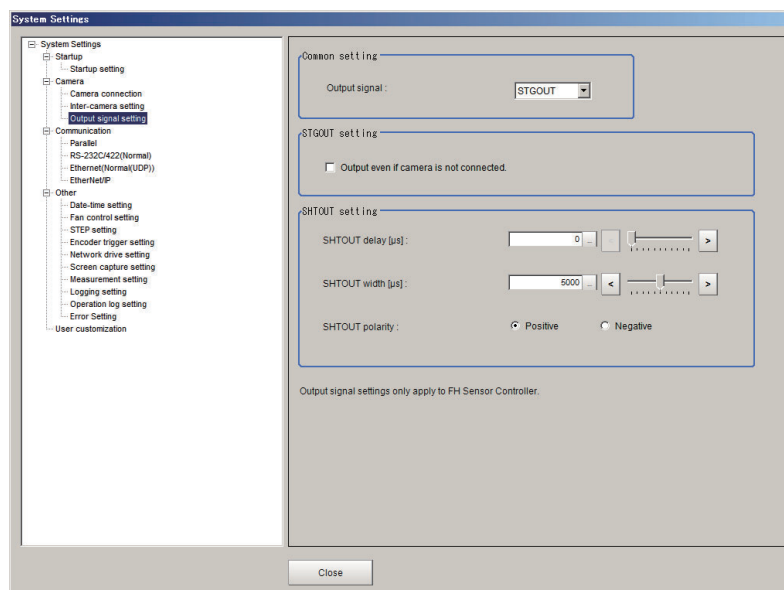 System Settings
System Settings
Startup
Startup setting
Camera
Camera connection
Inter-camera setting
Output signal setting
Communication
Parallel
RS-232C/422(Normal)
Ethernet(Normal(UDP))
EtherNet/IP
Other
Date-time setting
Fan control setting
STEP setting
Encoder trigger setting
Network drive setting
Screen capture setting
Measurement setting
Logging setting
Operation log setting
Error Setting
User customization
Common setting
Output signal : STGOUT
STGOUT setting
Output even if camera is not connected.
SHTOUT setting
SHTOUT delay [µs] : 0 ... < >
SHTOUT width [µs] : 5000 ... < >
SHTOUT polarity : Positive Negative
Output signal settings only apply to FH Sensor Controller.
Close